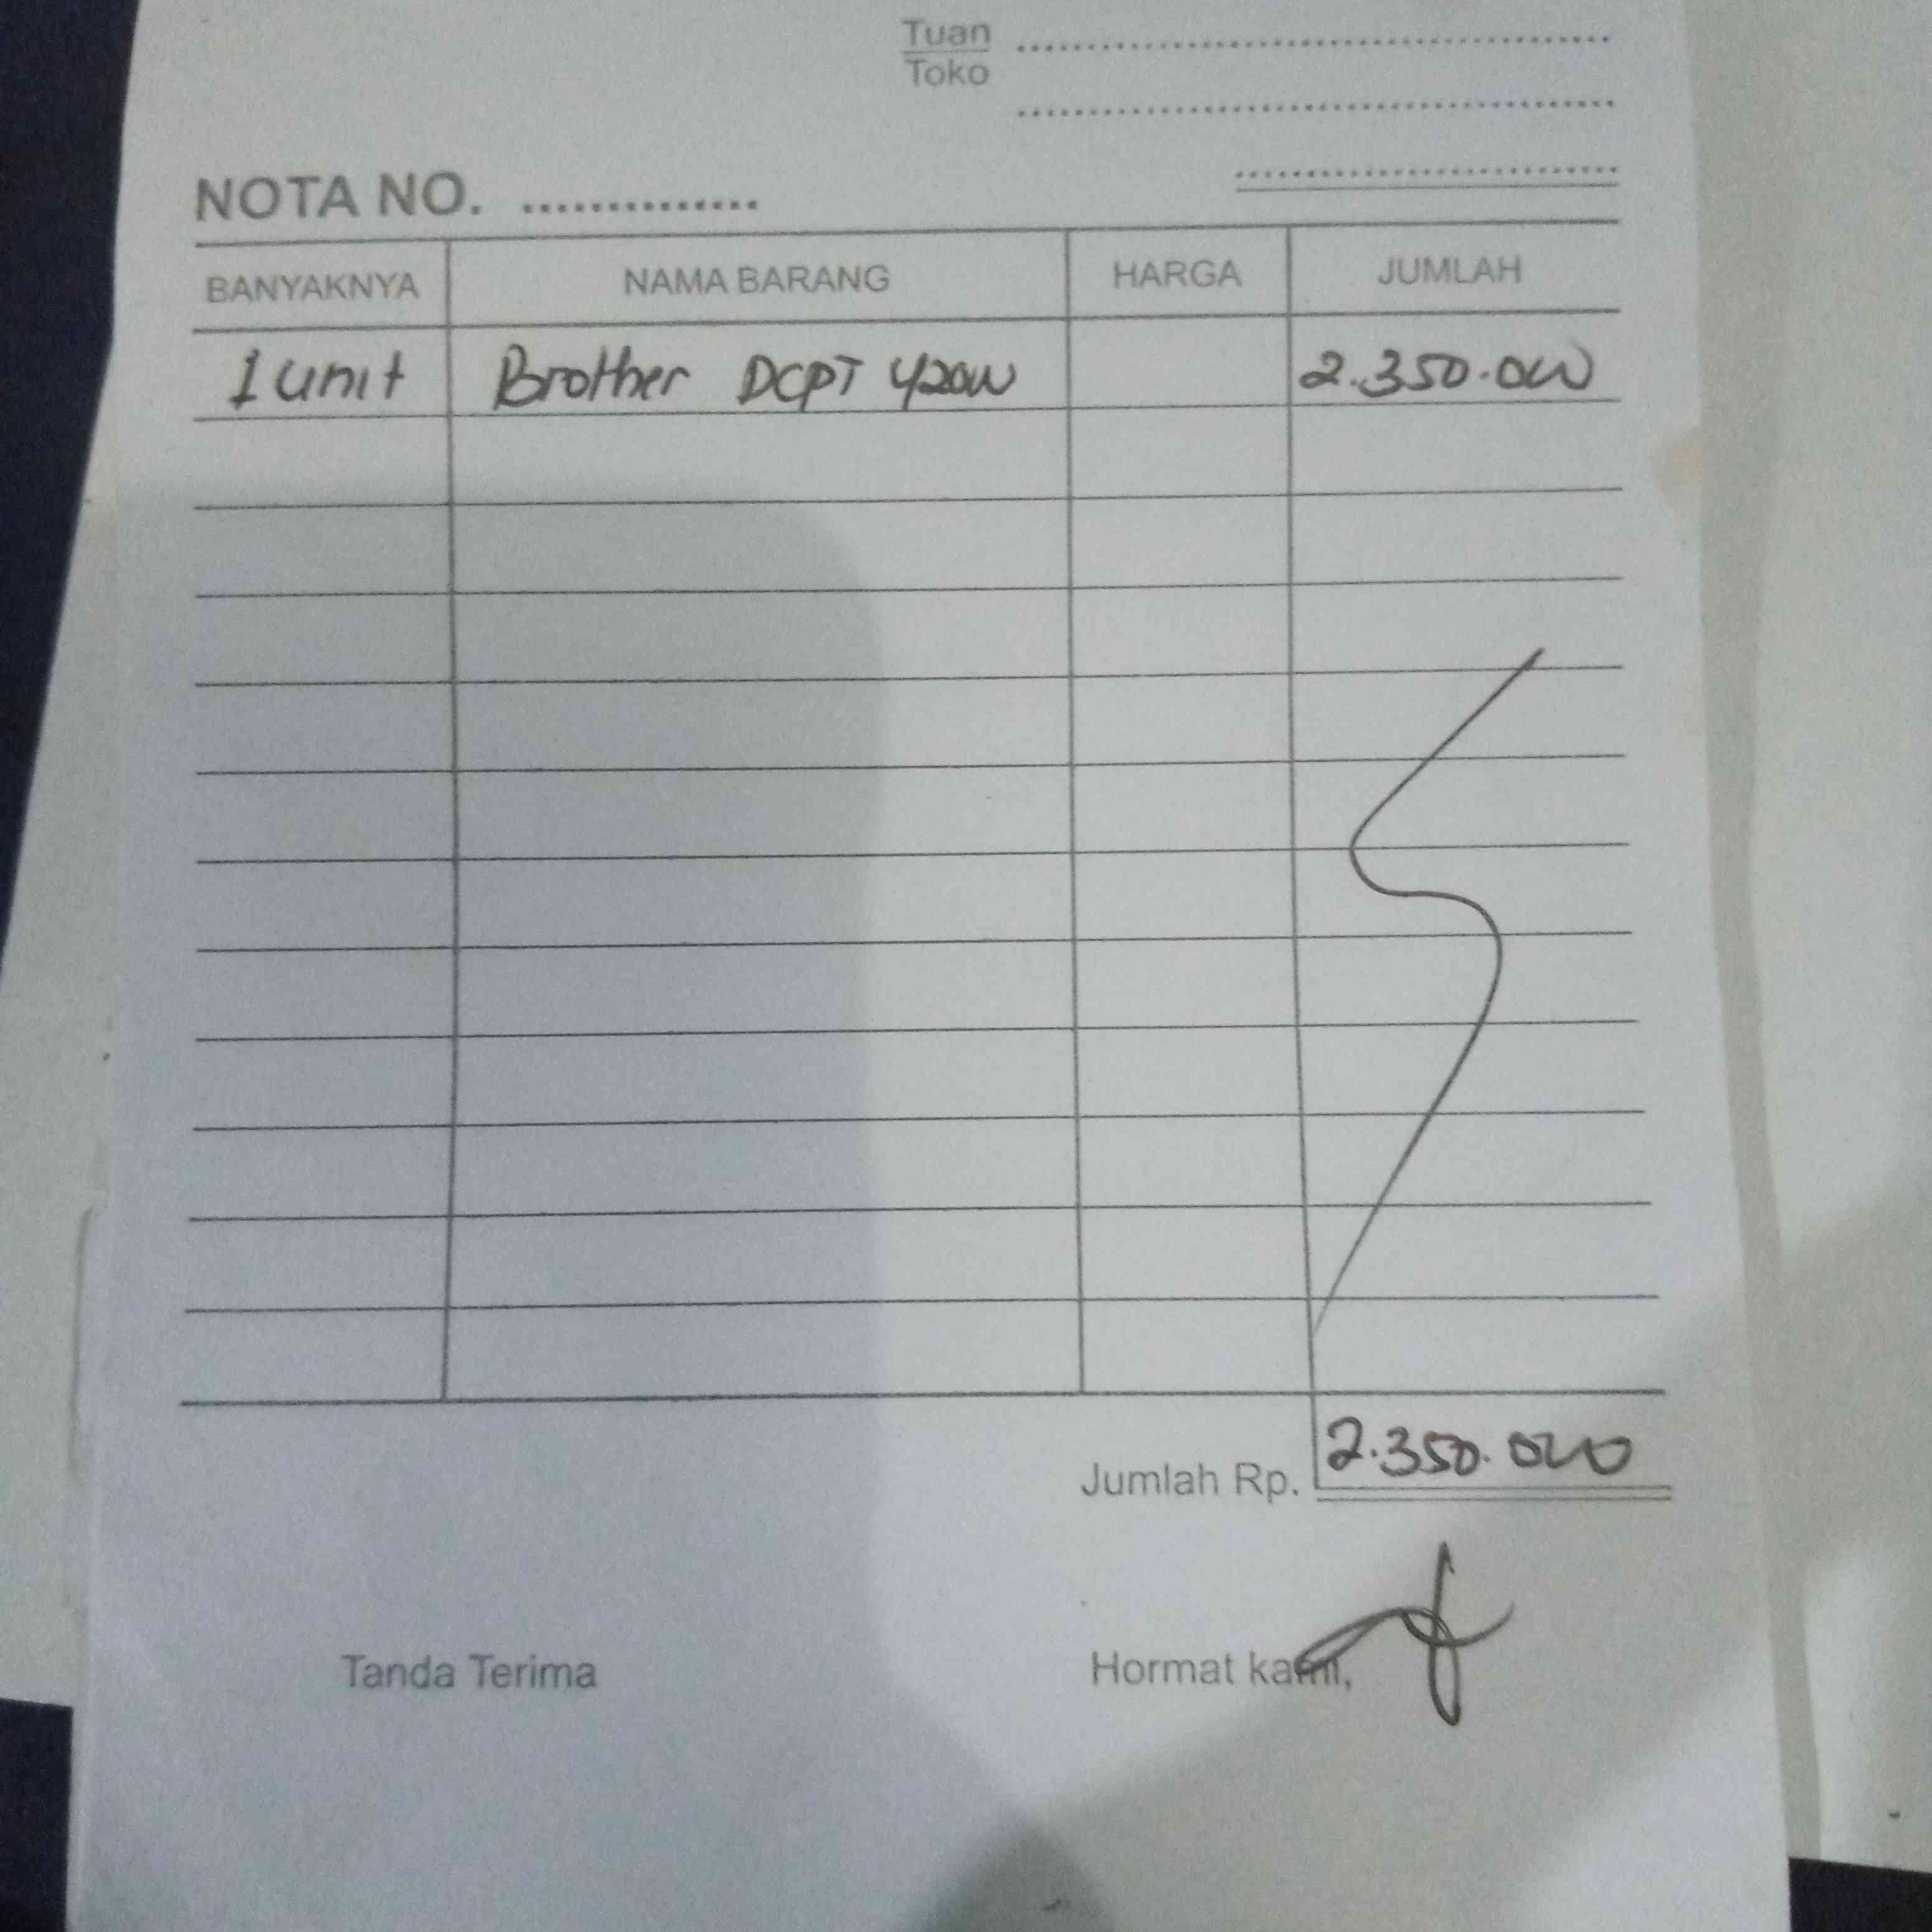 Tuan
Toko
NOTA NO. ..............
BANYAKNYA NAMA BARANG HARGA JUMLAH
1 unit Brother DCPT 420W 2.350.000
Jumlah Rp. 2.350.000
Tanda Terima Hormat kami,